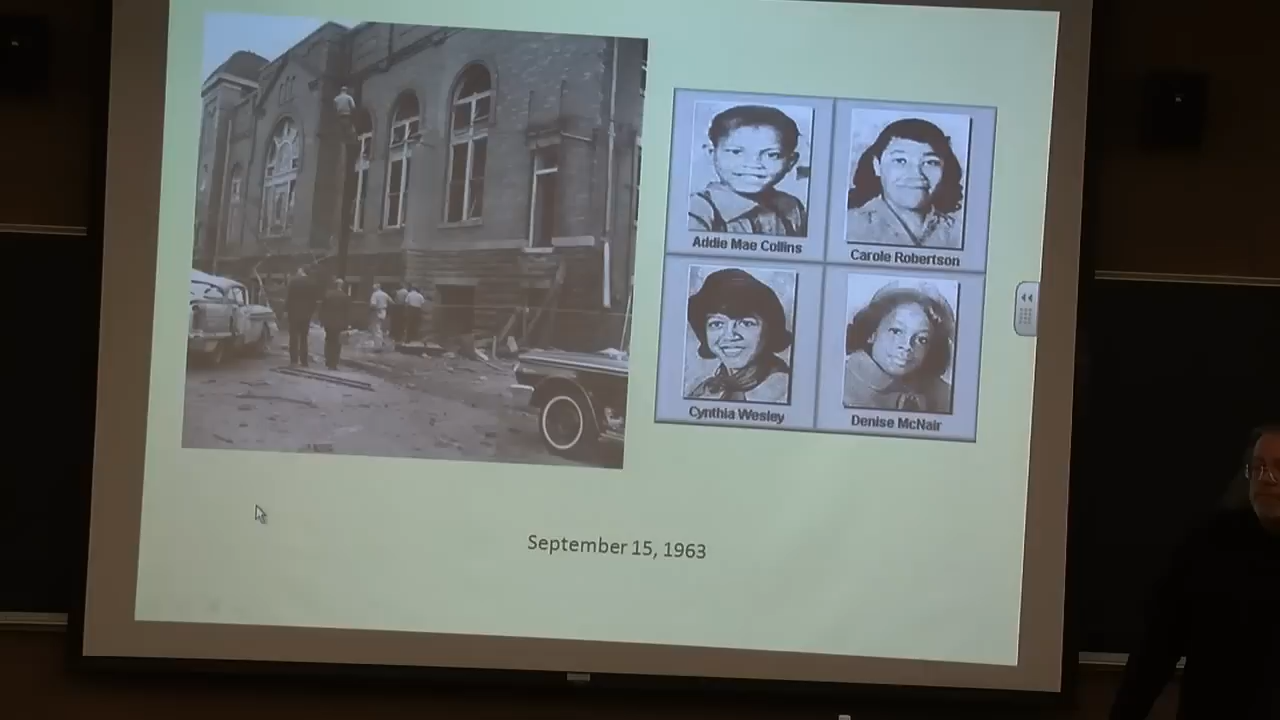 Addie Mae Collins
Carole Robertson
Cynthia Wesley
Denise McNair
September 15, 1963